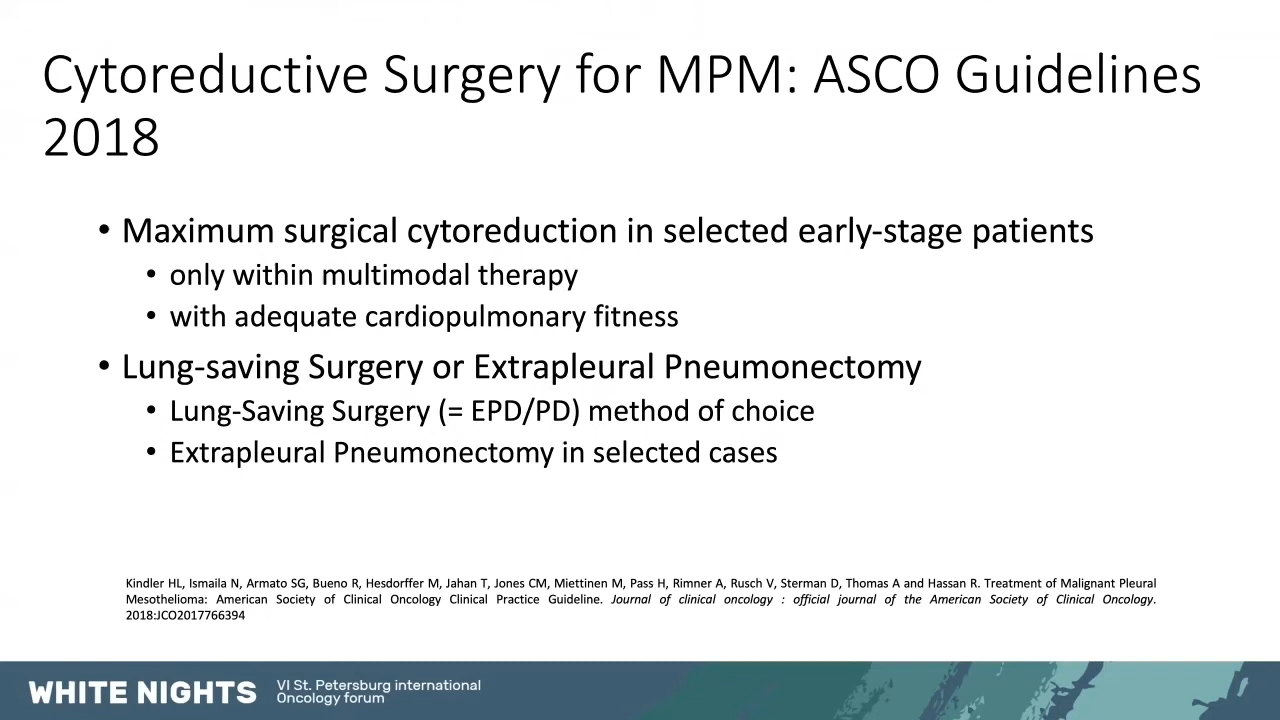 Cytoreductive Surgery for MPM: ASCO Guidelines
2018
• Maximum surgical cytoreduction in selected early-stage patients
• only within multimodal therapy
• with adequate cardiopulmonary fitness
• Lung-saving Surgery or Extrapleural Pneumonectomy
• Lung-Saving Surgery (= EPD/PD) method of choice
• Extrapleural Pneumonectomy in selected cases
Kindler HL, Ismaila N, Armato SG, Bueno R, Hesdorffer M, Jahan T, Jones CM, Miettinen M, Pass H, Rimner A, Rusch V, Sterman D, Thomas A and Hassan R. Treatment of Malignant Pleural
Mesothelioma: American Society of Clinical Oncology Clinical Practice Guideline. Journal of clinical oncology : official journal of the American Society of Clinical Oncology.
2018:JCO2017766394
WHITE NIGHTS
VI St. Petersburg international
Oncology forum